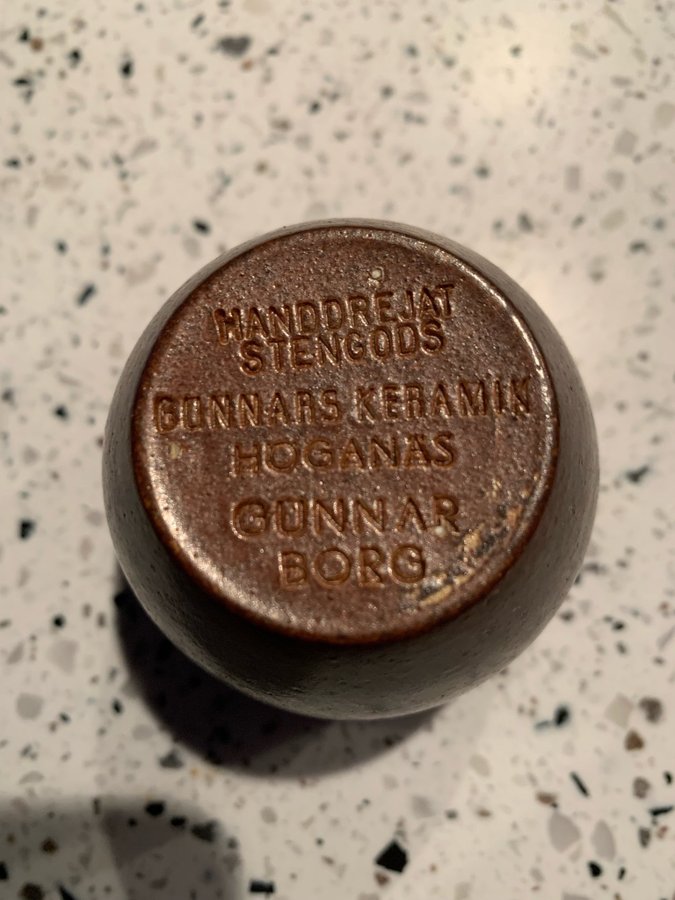 HANDDREJAT
STENGODS
GUNNARS KERAMIK
HÖGANÄS
GUNNAR
BORG